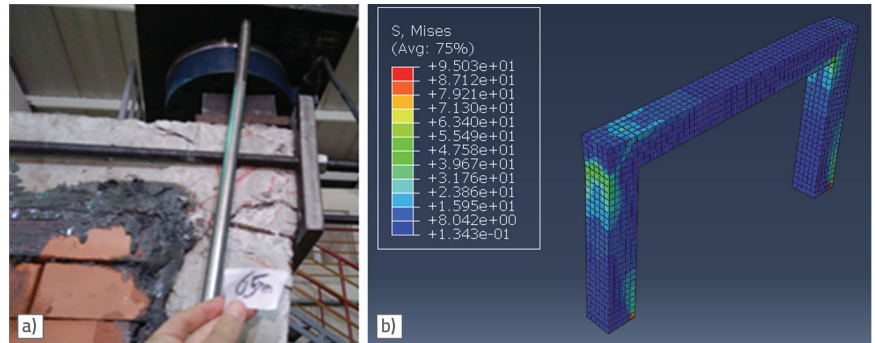 65m
a)
S, Mises
(Avg: 75%)
+9.503e+01
+8.712e+01
+7.921e+01
+7.130e+01
+6.340e+01
+5.549e+01
+4.758e+01
+3.967e+01
+3.176e+01
+2.386e+01
+1.595e+01
+8.042e+00
+1.343e-01
b)